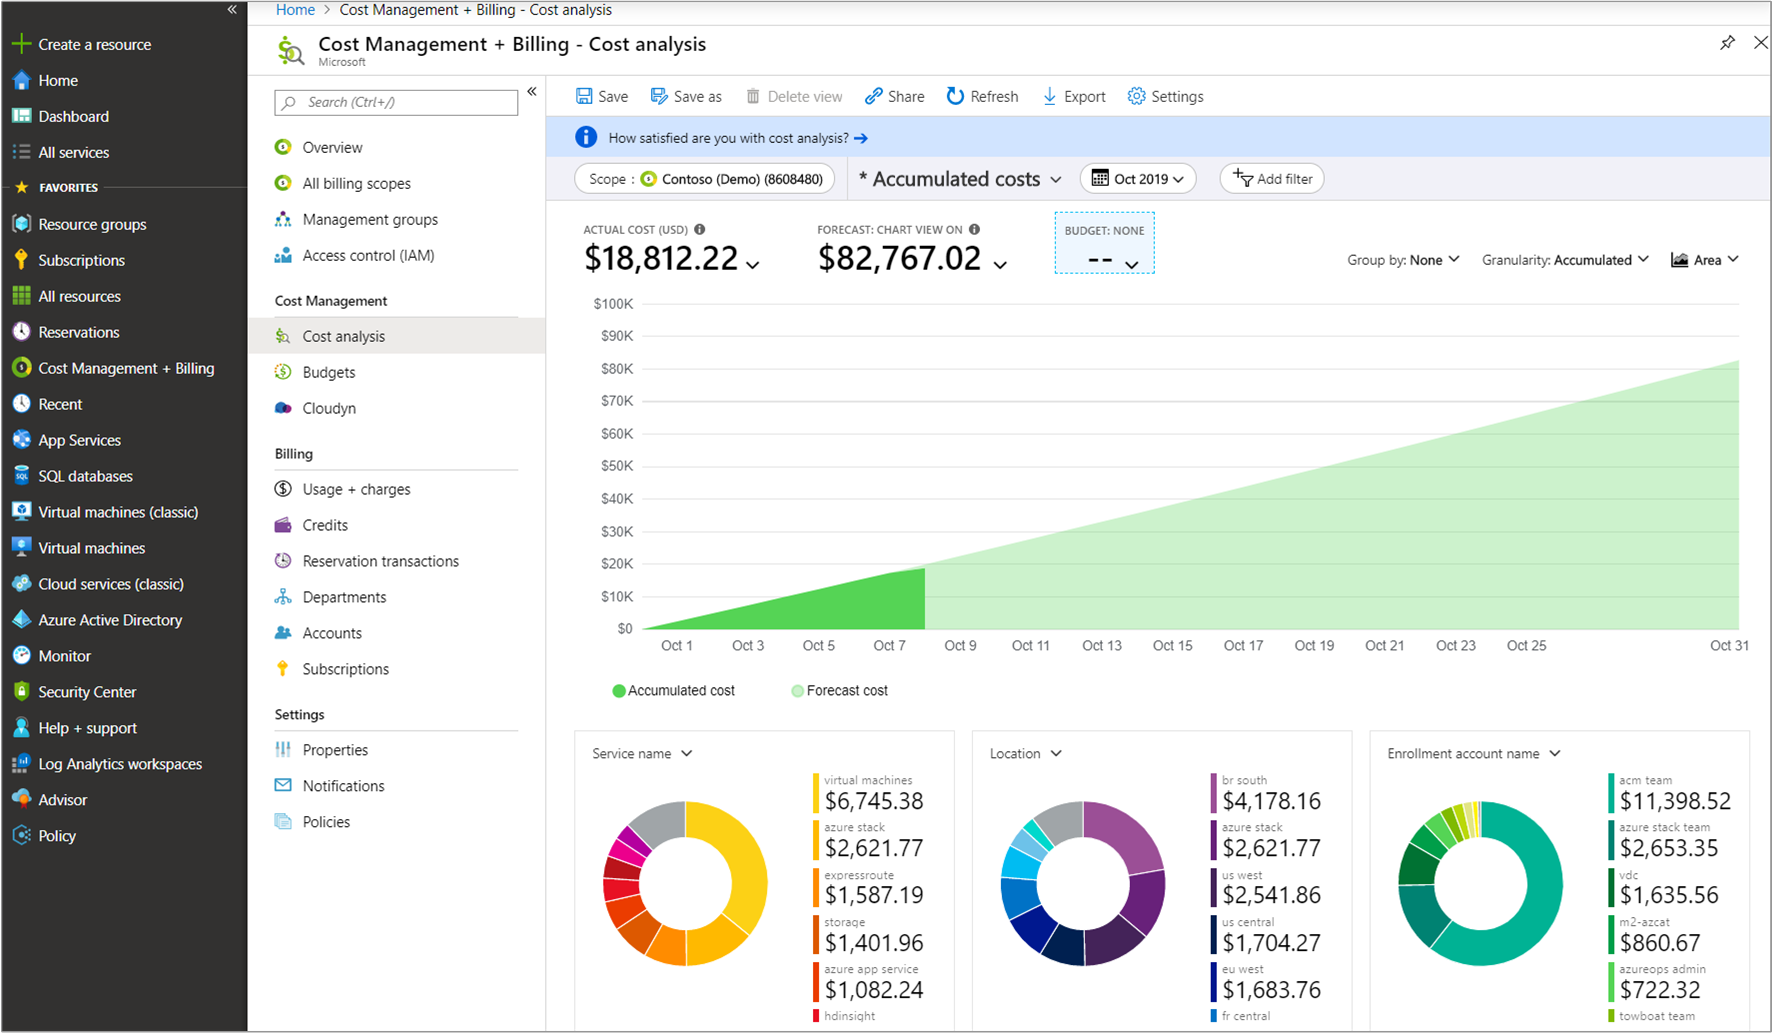 Home > Cost Management + Billing - Cost analysis
Cost Management + Billing - Cost analysis
Microsoft
«
Create a resource
Home
Dashboard
All services
FAVORITES
Resource groups
Subscriptions
All resources
Reservations
Cost Management + Billing
Recent
App Services
SQL databases
Virtual machines (classic)
Virtual machines
Cloud services (classic)
Azure Active Directory
Monitor
Security Center
Help + support
Log Analytics workspaces
Advisor
Policy
Search (Ctrl+/)
«
Overview
All billing scopes
Management groups
Access control (IAM)
Cost Management
Cost analysis
Budgets
Cloudyn
Billing
Usage + charges
Credits
Reservation transactions
Departments
Accounts
Subscriptions
Settings
Properties
Notifications
Policies
Save Save as Delete view Share Refresh Export Settings
How satisfied are you with cost analysis? →
Scope : Contoso (Demo) (8608480) * Accumulated costs Oct 2019 Add filter
ACTUAL COST (USD)
$18,812.22
FORECAST: CHART VIEW ON
$82,767.02
BUDGET: NONE
--
Group by: None Granularity: Accumulated Area
$100K
$90K
$80K
$70K
$60K
$50K
$40K
$30K
$20K
$10K
$0
Oct 1 Oct 3 Oct 5 Oct 7 Oct 9 Oct 11 Oct 13 Oct 15 Oct 17 Oct 19 Oct 21 Oct 23 Oct 25 Oct 31
Accumulated cost Forecast cost
Service name
virtual machines
$6,745.38
azure stack
$2,621.77
expressroute
$1,587.19
storage
$1,401.96
azure app service
$1,082.24
hdinsight
Location
br south
$4,178.16
azure stack
$2,621.77
us west
$2,541.86
us central
$1,704.27
eu west
$1,683.76
fr central
Enrollment account name
acm team
$11,398.52
azure stack team
$2,653.35
vdc
$1,635.56
m2-azcat
$860.67
azureops admin
$722.32
towboat team